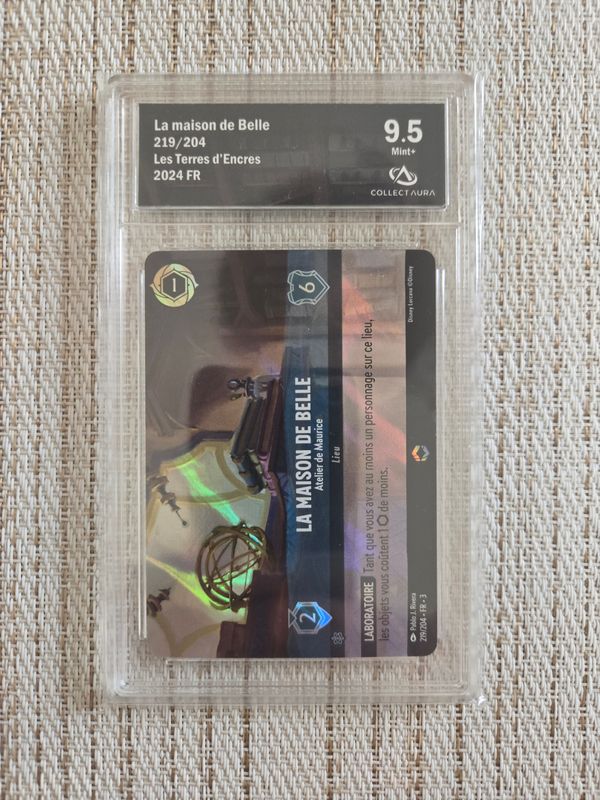 La maison de Belle
219/204
Les Terres d'Encres
2024 FR
9.5
Mint+
COLLECT AURA
1
6
LA MAISON DE BELLE
Atelier de Maurice
Lieu
2
LABORATOIRE Tant que vous avez au moins un personnage sur ce lieu,
les objets vous coûtent 1 de moins.
Pablo J. Rivera
219/204 • FR • 3
Disney Lorcana ©Disney